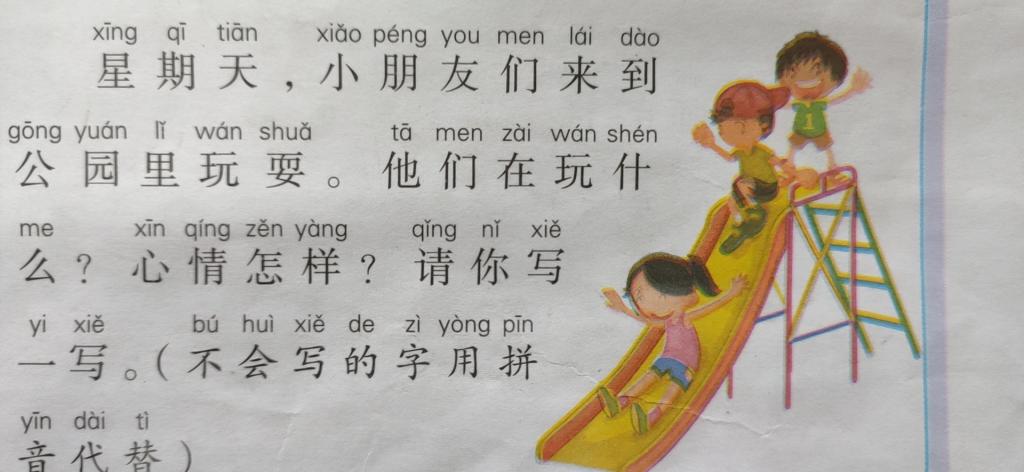 xīng qī tiān xiǎo péng you men lái dào
星期天，小朋友们来到
gōng yuán lǐ wán shuǎ tā men zài wán shén
公园里玩耍。他们在玩什
me xīn qíng zěn yàng qǐng nǐ xiě
么？心情怎样？请你写
yi xiě bú huì xiě de zì yòng pīn
一写。（不会写的字用拼
yīn dài tì
音代替）
1